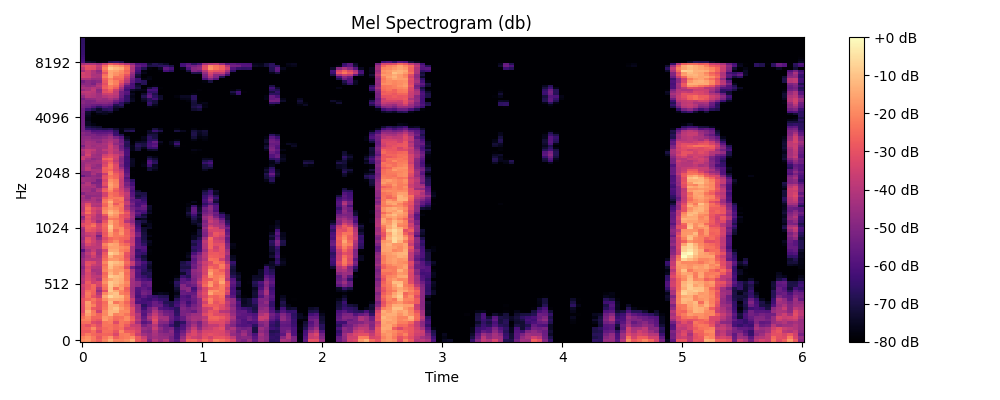 Mel Spectrogram (db)
8192
4096
2048
1024
512
0
Hz
0 1 2 3 4 5 6
Time
+0 dB
-10 dB
-20 dB
-30 dB
-40 dB
-50 dB
-60 dB
-70 dB
-80 dB